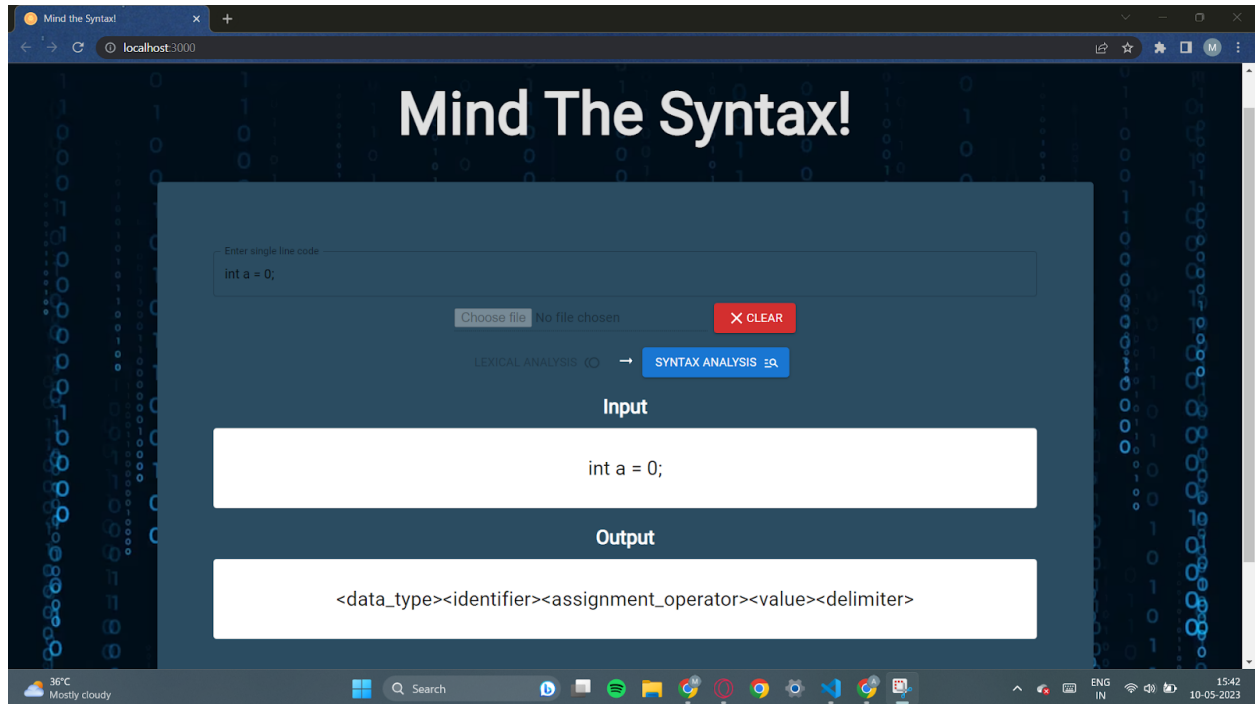 Mind the Syntax!
localhost:3000
M
Mind The Syntax!
Enter single line code
int a = 0;
Choose file No file chosen
CLEAR
LEXICAL ANALYSIS → SYNTAX ANALYSIS
Input
int a = 0;
Output
<data_type><identifier><assignment_operator><value><delimiter>
36°C
Mostly cloudy
Search
ENG
IN
15:42
10-05-2023